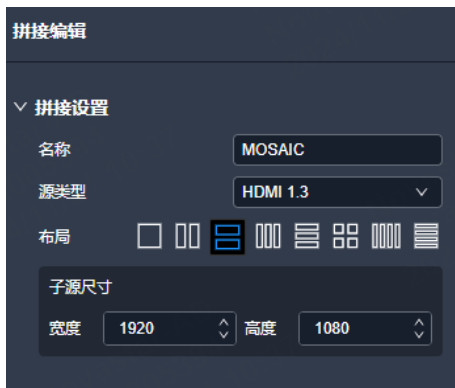 拼接编辑
拼接设置
名称 MOSAIC
源类型 HDMI 1.3
布局
子源尺寸
宽度 1920 高度 1080